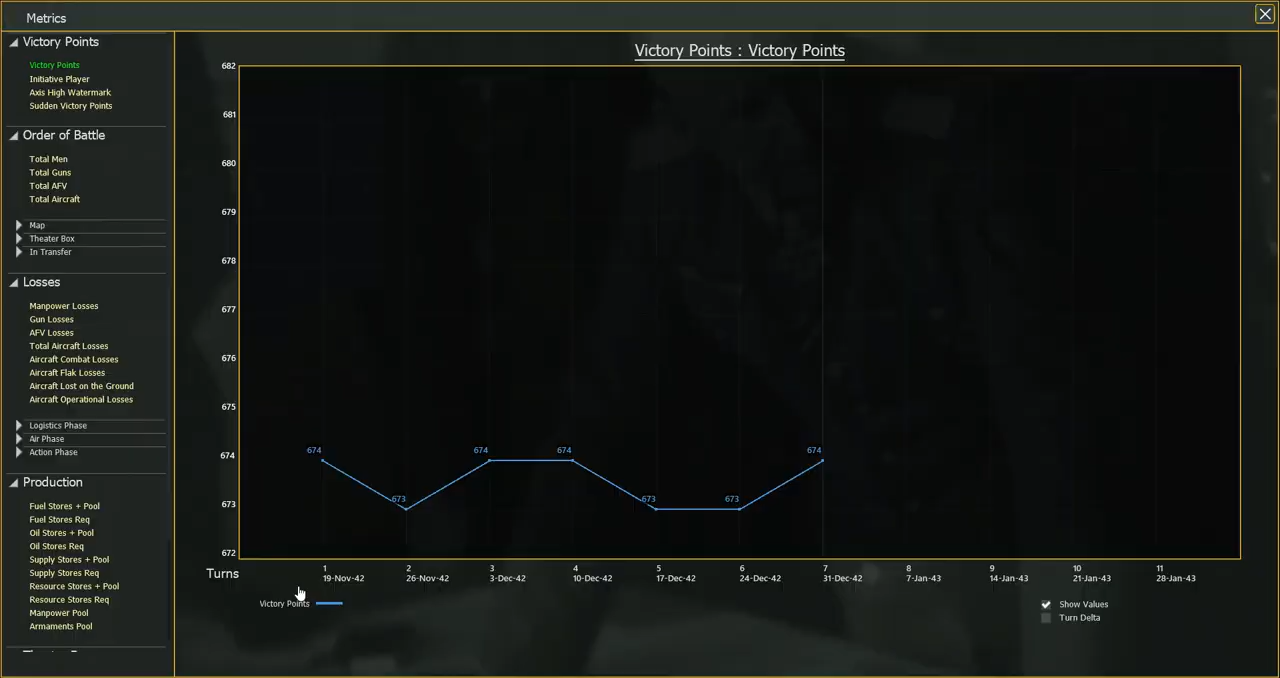 Metrics
Victory Points
Victory Points
Initiative Player
Axis High Watermark
Sudden Victory Points
Order of Battle
Total Men
Total Guns
Total AFV
Total Aircraft
Map
Theater Box
In Transfer
Losses
Manpower Losses
Gun Losses
AFV Losses
Total Aircraft Losses
Aircraft Combat Losses
Aircraft Flak Losses
Aircraft Lost on the Ground
Aircraft Operational Losses
Logistics Phase
Air Phase
Action Phase
Production
Fuel Stores + Pool
Fuel Stores Req
Oil Stores + Pool
Oil Stores Req
Supply Stores + Pool
Supply Stores Req
Resource Stores + Pool
Resource Stores Req
Manpower Pool
Armaments Pool
Victory Points : Victory Points
682
681
680
679
678
677
676
675
674
673
672
674 673 674 674 673 673 674
Turns
1 2 3 4 5 6 7 8 9 10 11
19-Nov-42 26-Nov-42 3-Dec-42 10-Dec-42 17-Dec-42 24-Dec-42 31-Dec-42 7-Jan-43 14-Jan-43 21-Jan-43 28-Jan-43
Victory Points
Show Values
Turn Delta